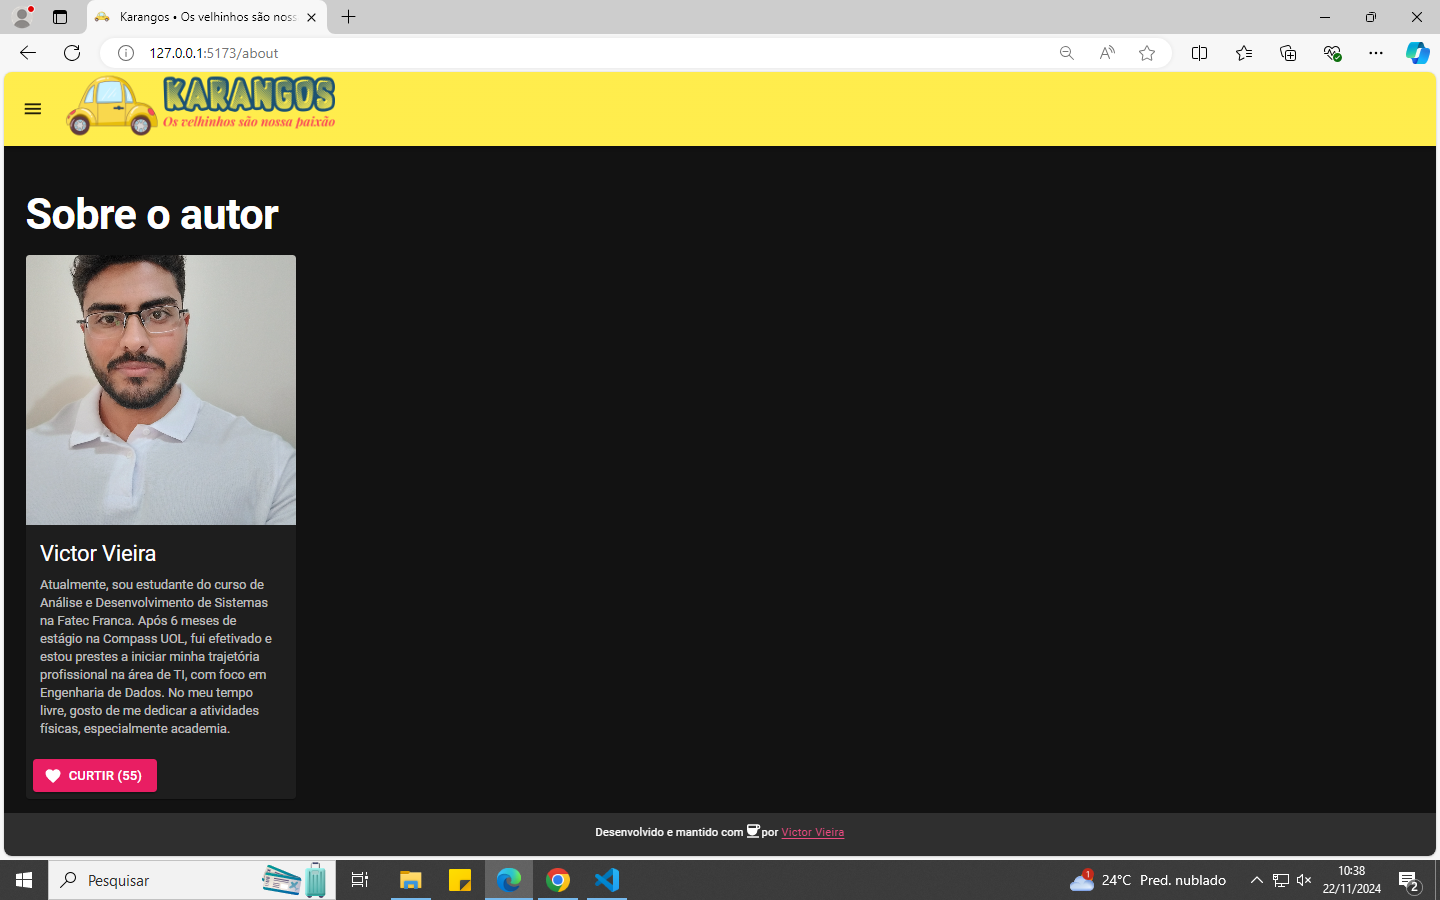 Karangos • Os velhinhos são noss
127.0.0.1:5173/about
KARANGOS
Os velhinhos são nossa paixão
Sobre o autor
Victor Vieira
Atualmente, sou estudante do curso de
Análise e Desenvolvimento de Sistemas
na Fatec Franca. Após 6 meses de
estágio na Compass UOL, fui efetivado e
estou prestes a iniciar minha trajetória
profissional na área de TI, com foco em
Engenharia de Dados. No meu tempo
livre, gosto de me dedicar a atividades
físicas, especialmente academia.
CURTIR (55)
Desenvolvido e mantido com por Victor Vieira
Pesquisar
1
24°C Pred. nublado
10:38
22/11/2024
2